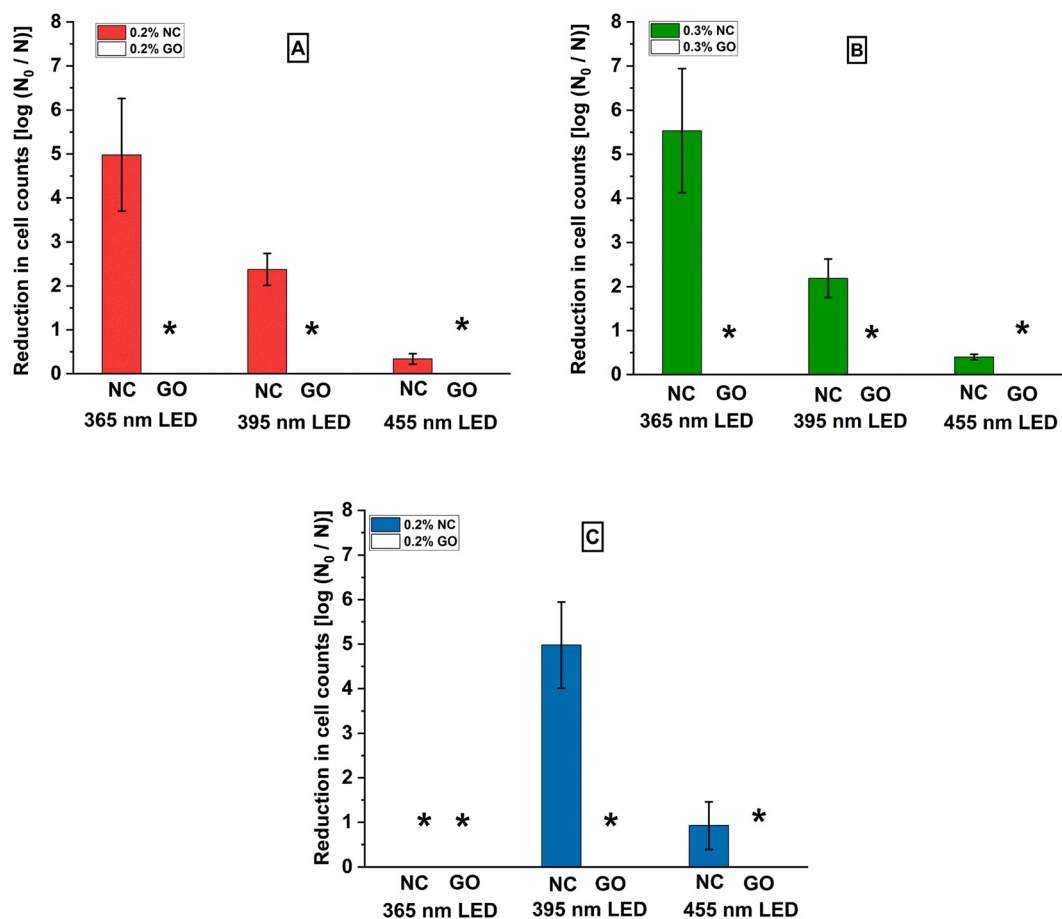 0.2% NC
0.2% GO
A
Reduction in cell counts [log (N₀ / N)]
8
7
6
5
4
3
2
1
0
* * *
NC GO NC GO NC GO
365 nm LED 395 nm LED 455 nm LED
0.3% NC
0.3% GO
B
Reduction in cell counts [log (N₀ / N)]
8
7
6
5
4
3
2
1
0
* * *
NC GO NC GO NC GO
365 nm LED 395 nm LED 455 nm LED
0.2% NC
0.2% GO
C
Reduction in cell counts [log (N₀ / N)]
8
7
6
5
4
3
2
1
0
* * * *
NC GO NC GO NC GO
365 nm LED 395 nm LED 455 nm LED